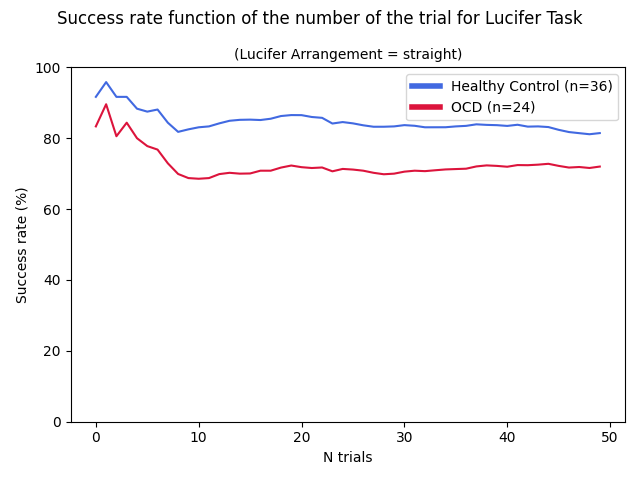 Success rate function of the number of the trial for Lucifer Task
(Lucifer Arrangement = straight)
Healthy Control (n=36)
OCD (n=24)
Success rate (%)
100
80
60
40
20
0
0 10 20 30 40 50
N trials